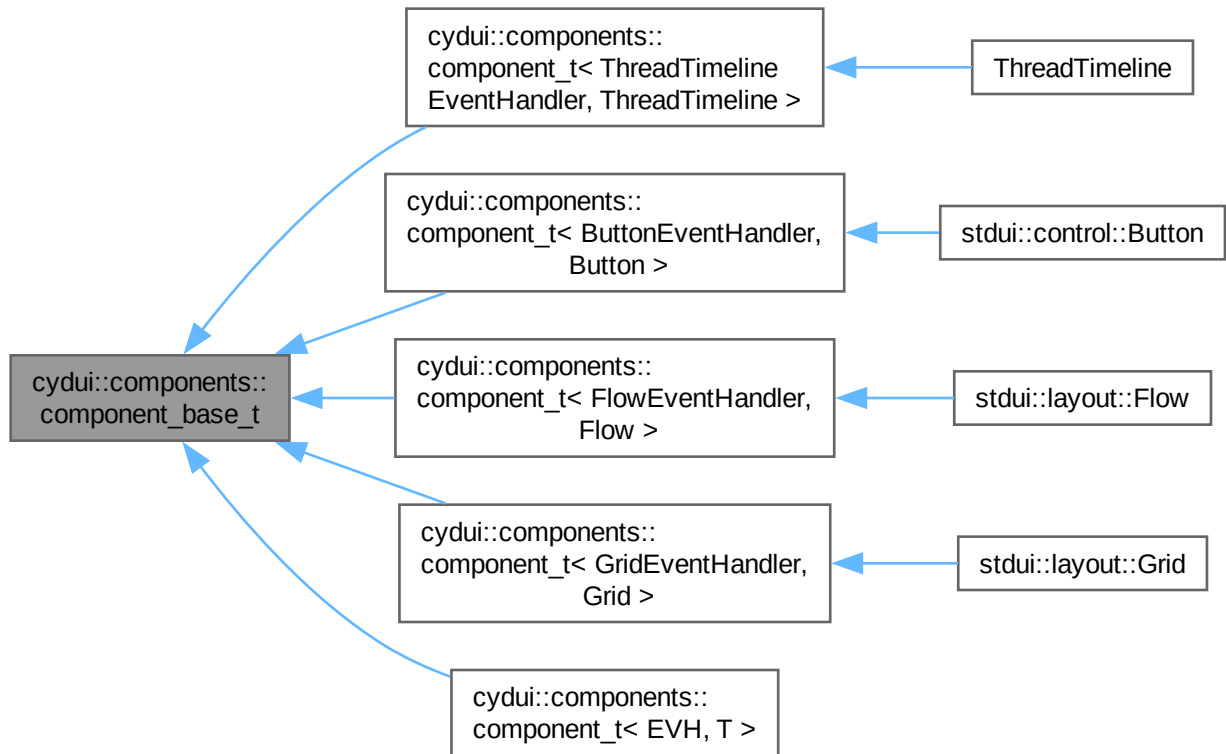 cydui::components::
component_t< ThreadTimeline
EventHandler, ThreadTimeline >
ThreadTimeline
cydui::components::
component_t< ButtonEventHandler,
Button >
stdui::control::Button
cydui::components::
component_base_t
cydui::components::
component_t< FlowEventHandler,
Flow >
stdui::layout::Flow
cydui::components::
component_t< GridEventHandler,
Grid >
stdui::layout::Grid
cydui::components::
component_t< EVH, T >